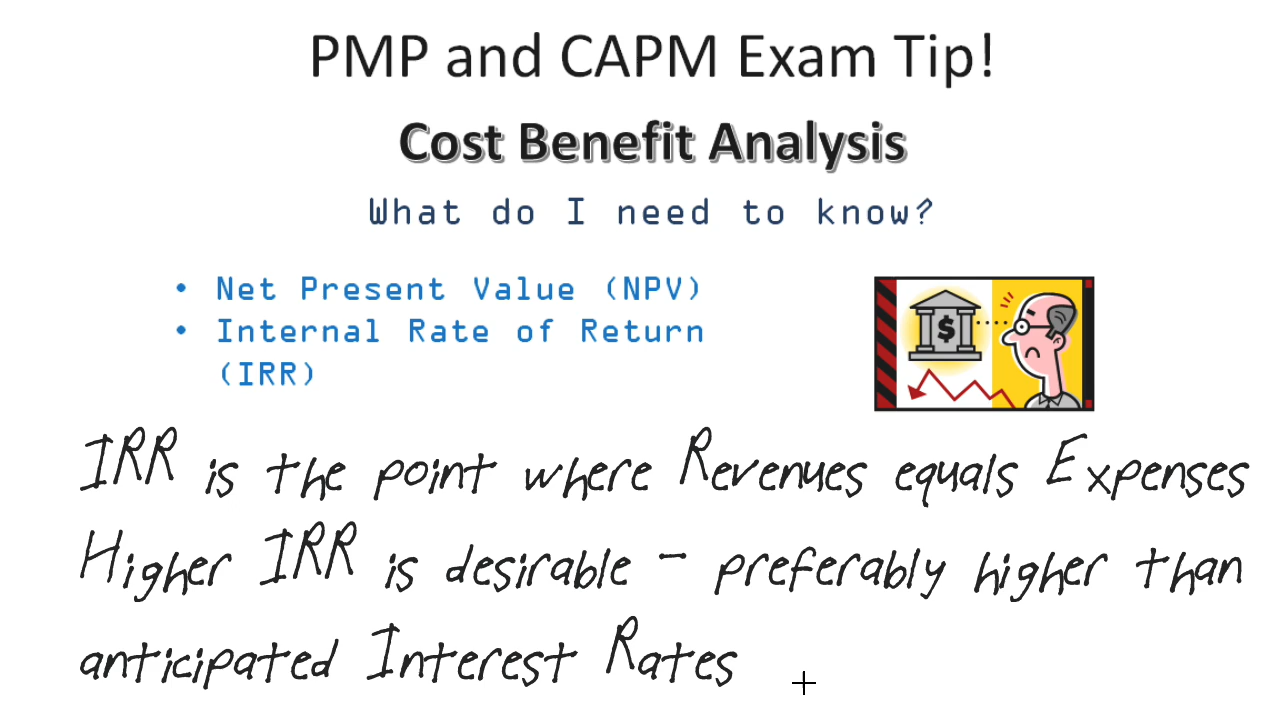 PMP and CAPM Exam Tip!
Cost Benefit Analysis
What do I need to know?
• Net Present Value (NPV)
• Internal Rate of Return
(IRR)
$
IRR is the point where Revenues equals Expenses
Higher IRR is desirable - preferably higher than
anticipated Interest Rates